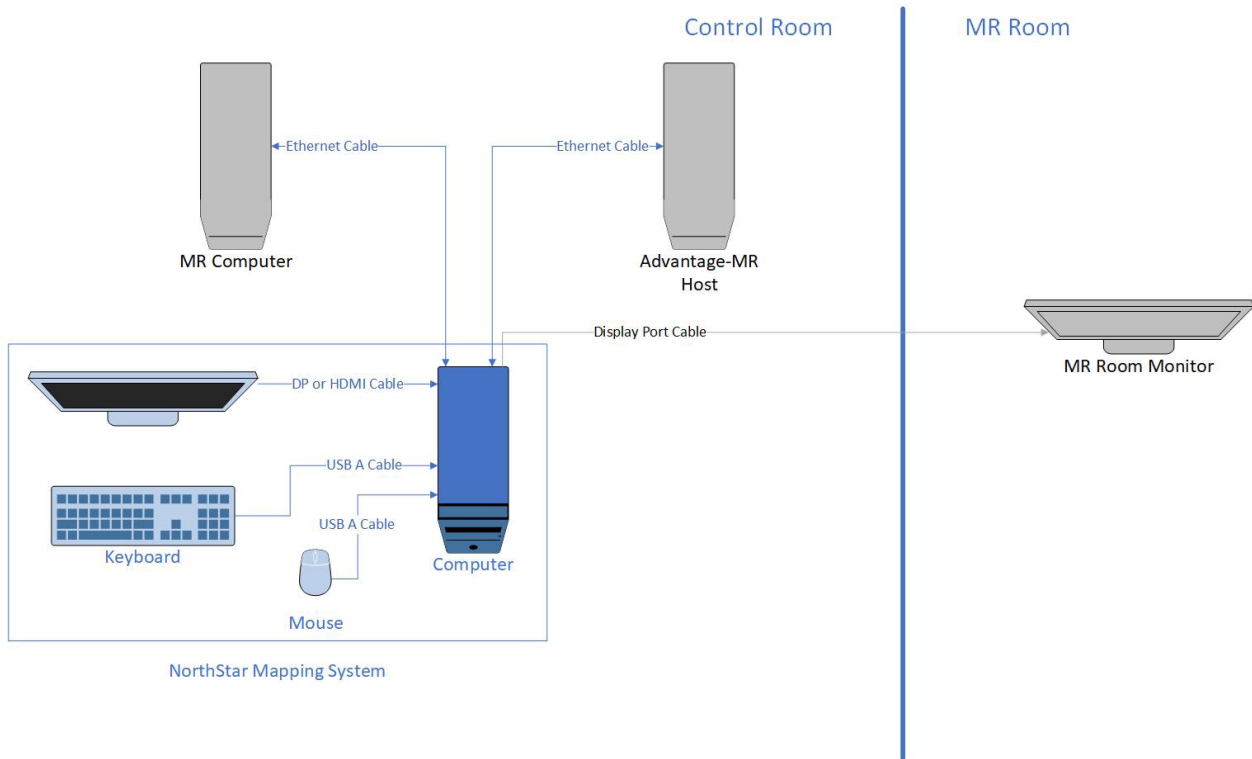 Control Room
MR Room
Ethernet Cable
Ethernet Cable
MR Computer
Advantage-MR
Host
Display Port Cable
MR Room Monitor
DP or HDMI Cable
USB A Cable
USB A Cable
Keyboard
Computer
Mouse
NorthStar Mapping System